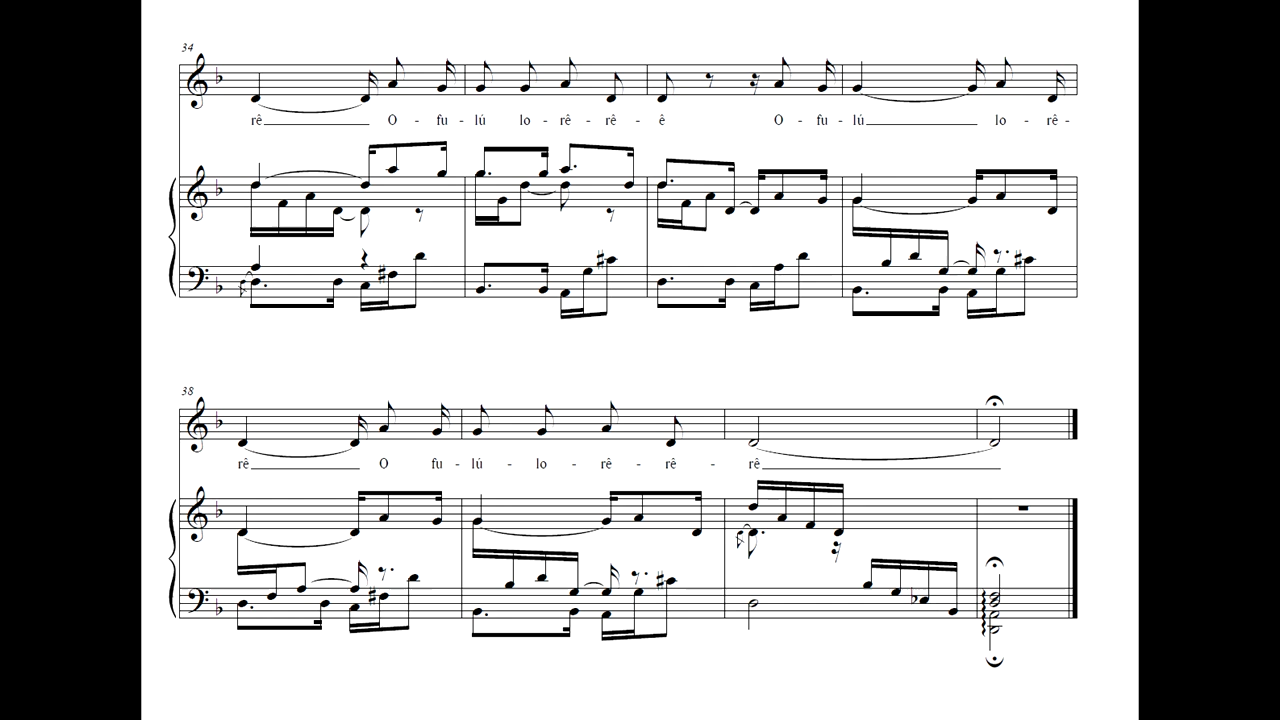 34
rê O - fu - lú lo - rê - rê - ê O - fu - lú lo - rê -
38
rê O fu - lú - lo - rê - rê - rê